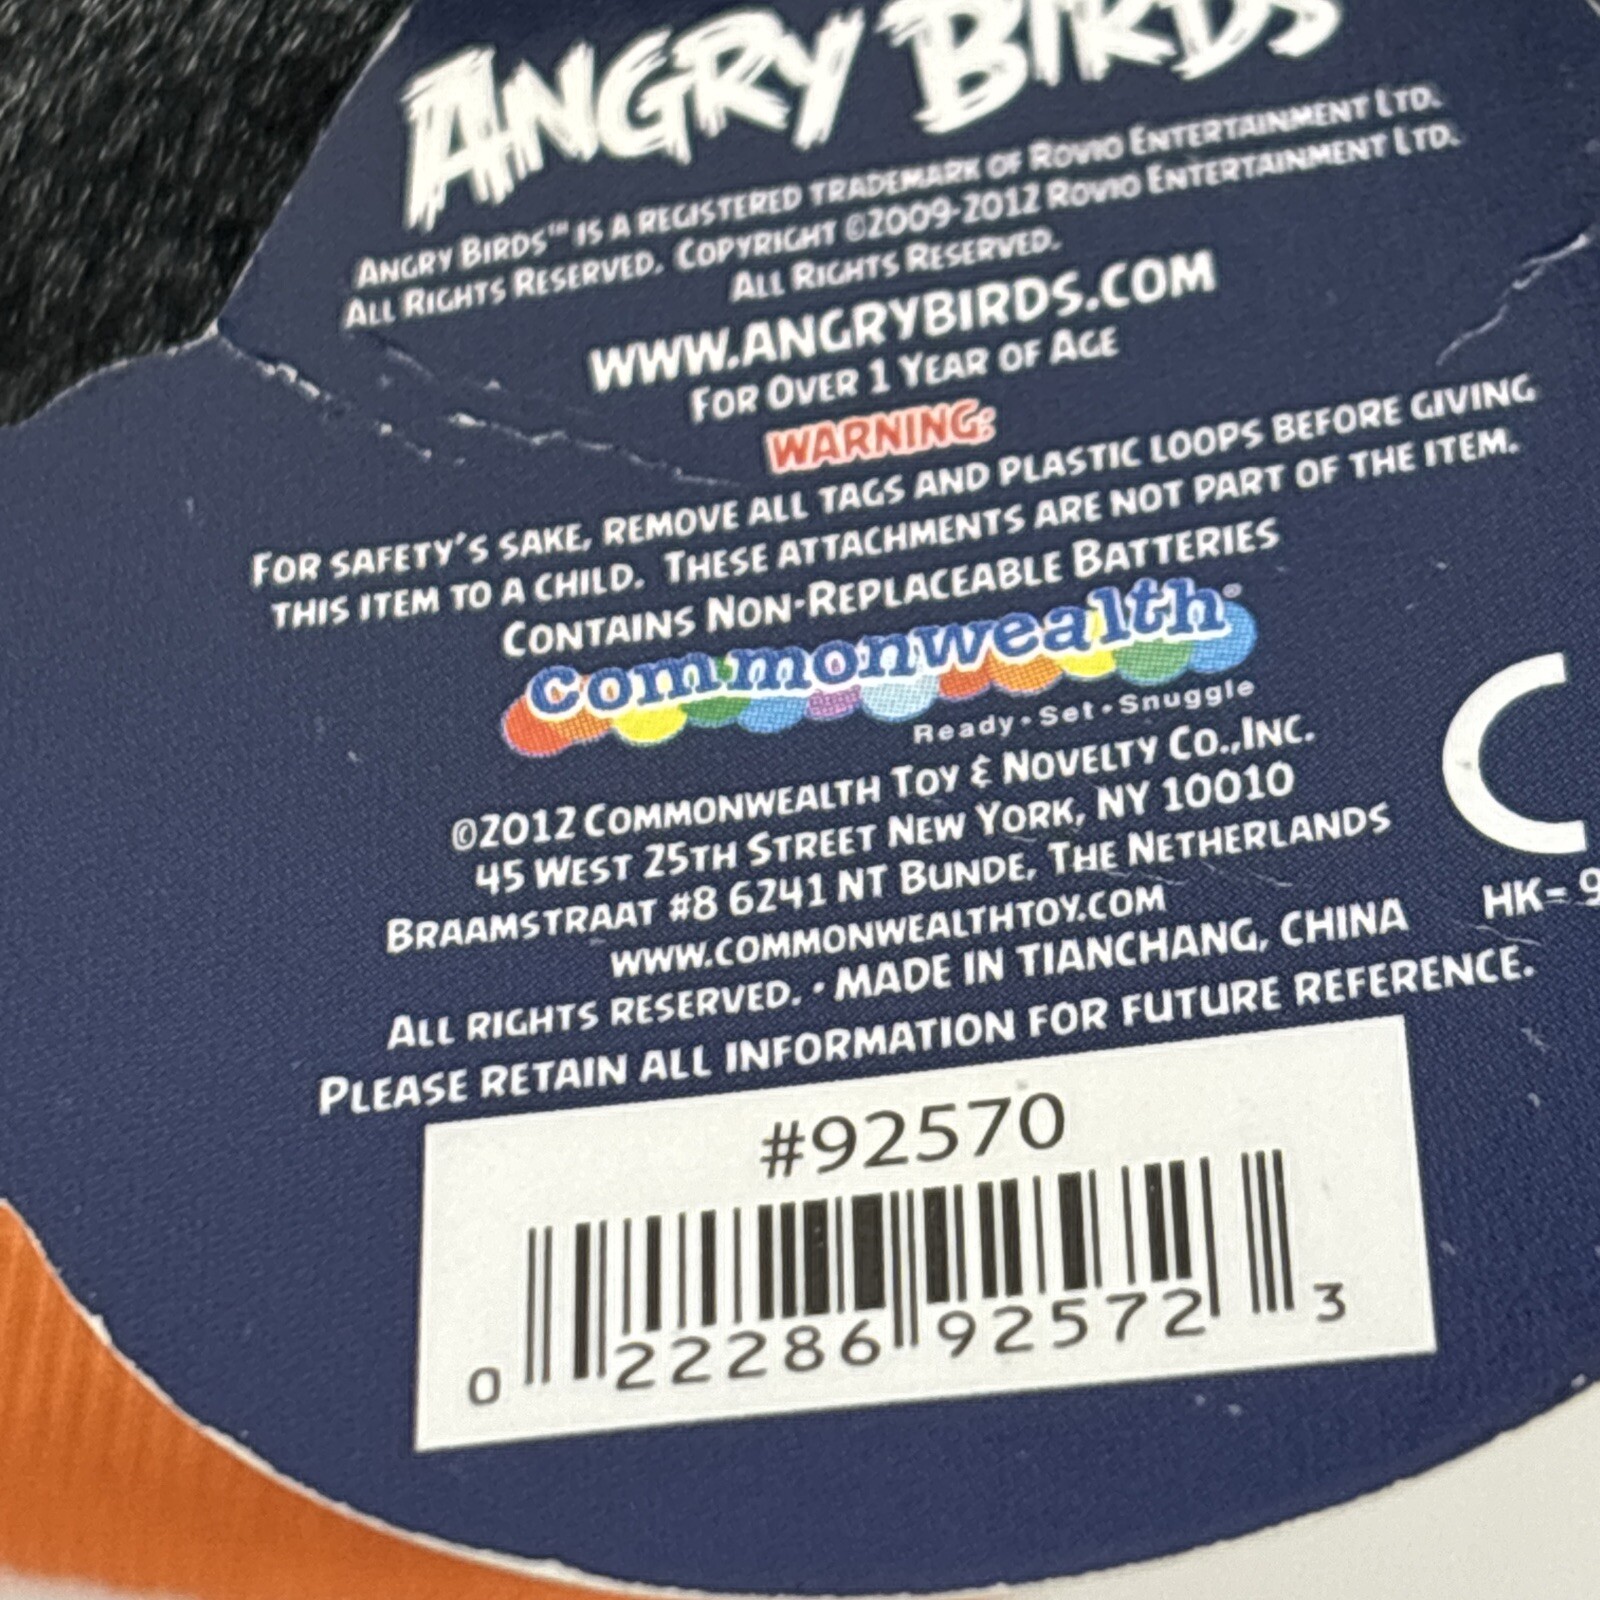 ANGRY BIRDS
ANGRY BIRDS™ IS A REGISTERED TRADEMARK OF ROVIO ENTERTAINMENT LTD.
ALL RIGHTS RESERVED. COPYRIGHT ©2009-2012 ROVIO ENTERTAINMENT LTD.
ALL RIGHTS RESERVED.
WWW.ANGRYBIRDS.COM
FOR OVER 1 YEAR OF AGE
WARNING:
FOR SAFETY'S SAKE, REMOVE ALL TAGS AND PLASTIC LOOPS BEFORE GIVING
THIS ITEM TO A CHILD. THESE ATTACHMENTS ARE NOT PART OF THE ITEM.
CONTAINS NON-REPLACEABLE BATTERIES
Commonwealth®
Ready • Set • Snuggle
©2012 COMMONWEALTH TOY & NOVELTY CO.,INC.
45 WEST 25TH STREET NEW YORK, NY 10010
BRAAMSTRAAT #8 6241 NT BUNDE, THE NETHERLANDS
WWW.COMMONWEALTHTOY.COM
ALL RIGHTS RESERVED. • MADE IN TIANCHANG, CHINA
PLEASE RETAIN ALL INFORMATION FOR FUTURE REFERENCE.
C
HK= 9
#92570
0 22286 92572 3